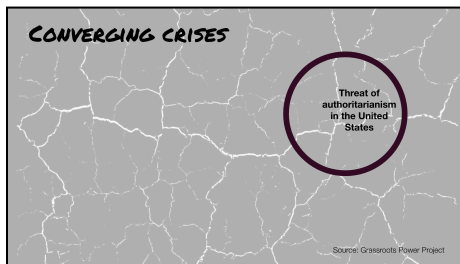 CONVERGING CRISES
Threat of
authoritarianism
in the United
States
Source: Grassroots Power Project